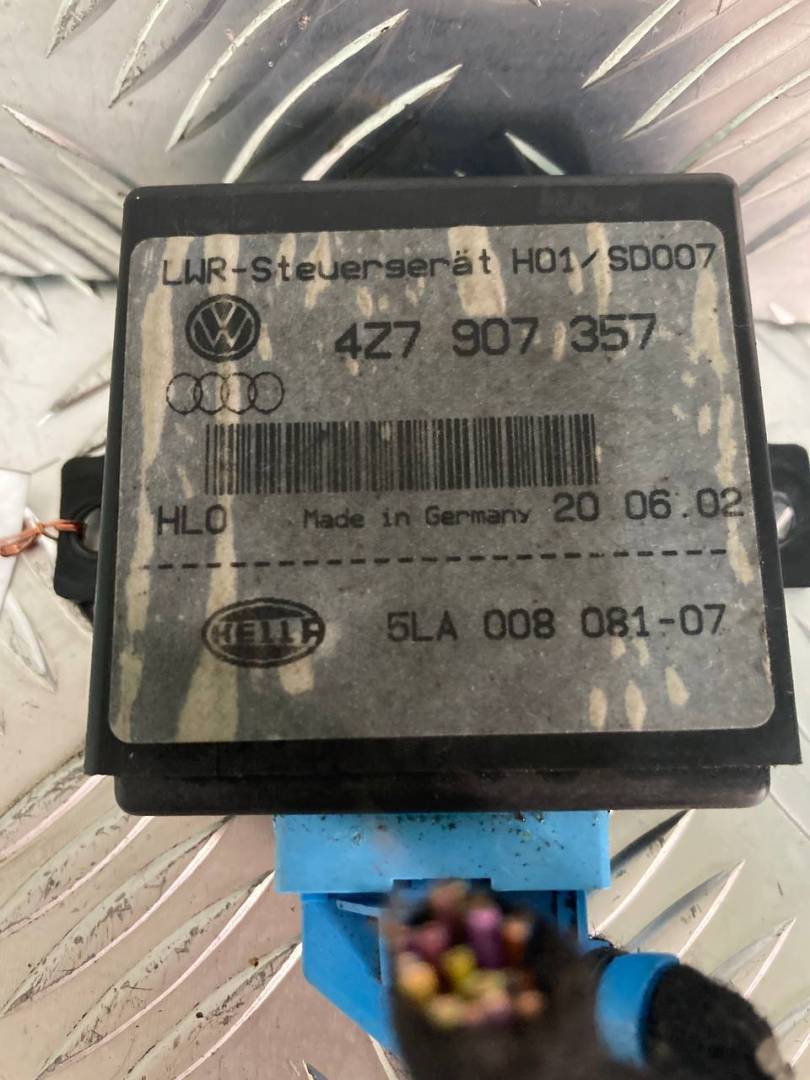 LWR-Steuergerät H01/SD007
4Z7 907 357
HLO Made in Germany 20 06.02
HELLA 5LA 008 081-07